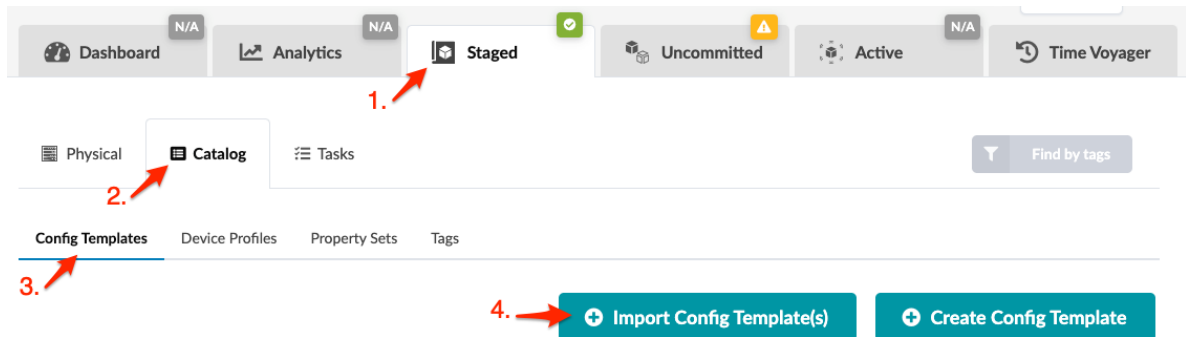 N/A N/A N/A
Dashboard Analytics Staged Uncommitted Active Time Voyager
1.
Physical Catalog Tasks Find by tags
2.
Config Templates Device Profiles Property Sets Tags
3.
4. Import Config Template(s) Create Config Template